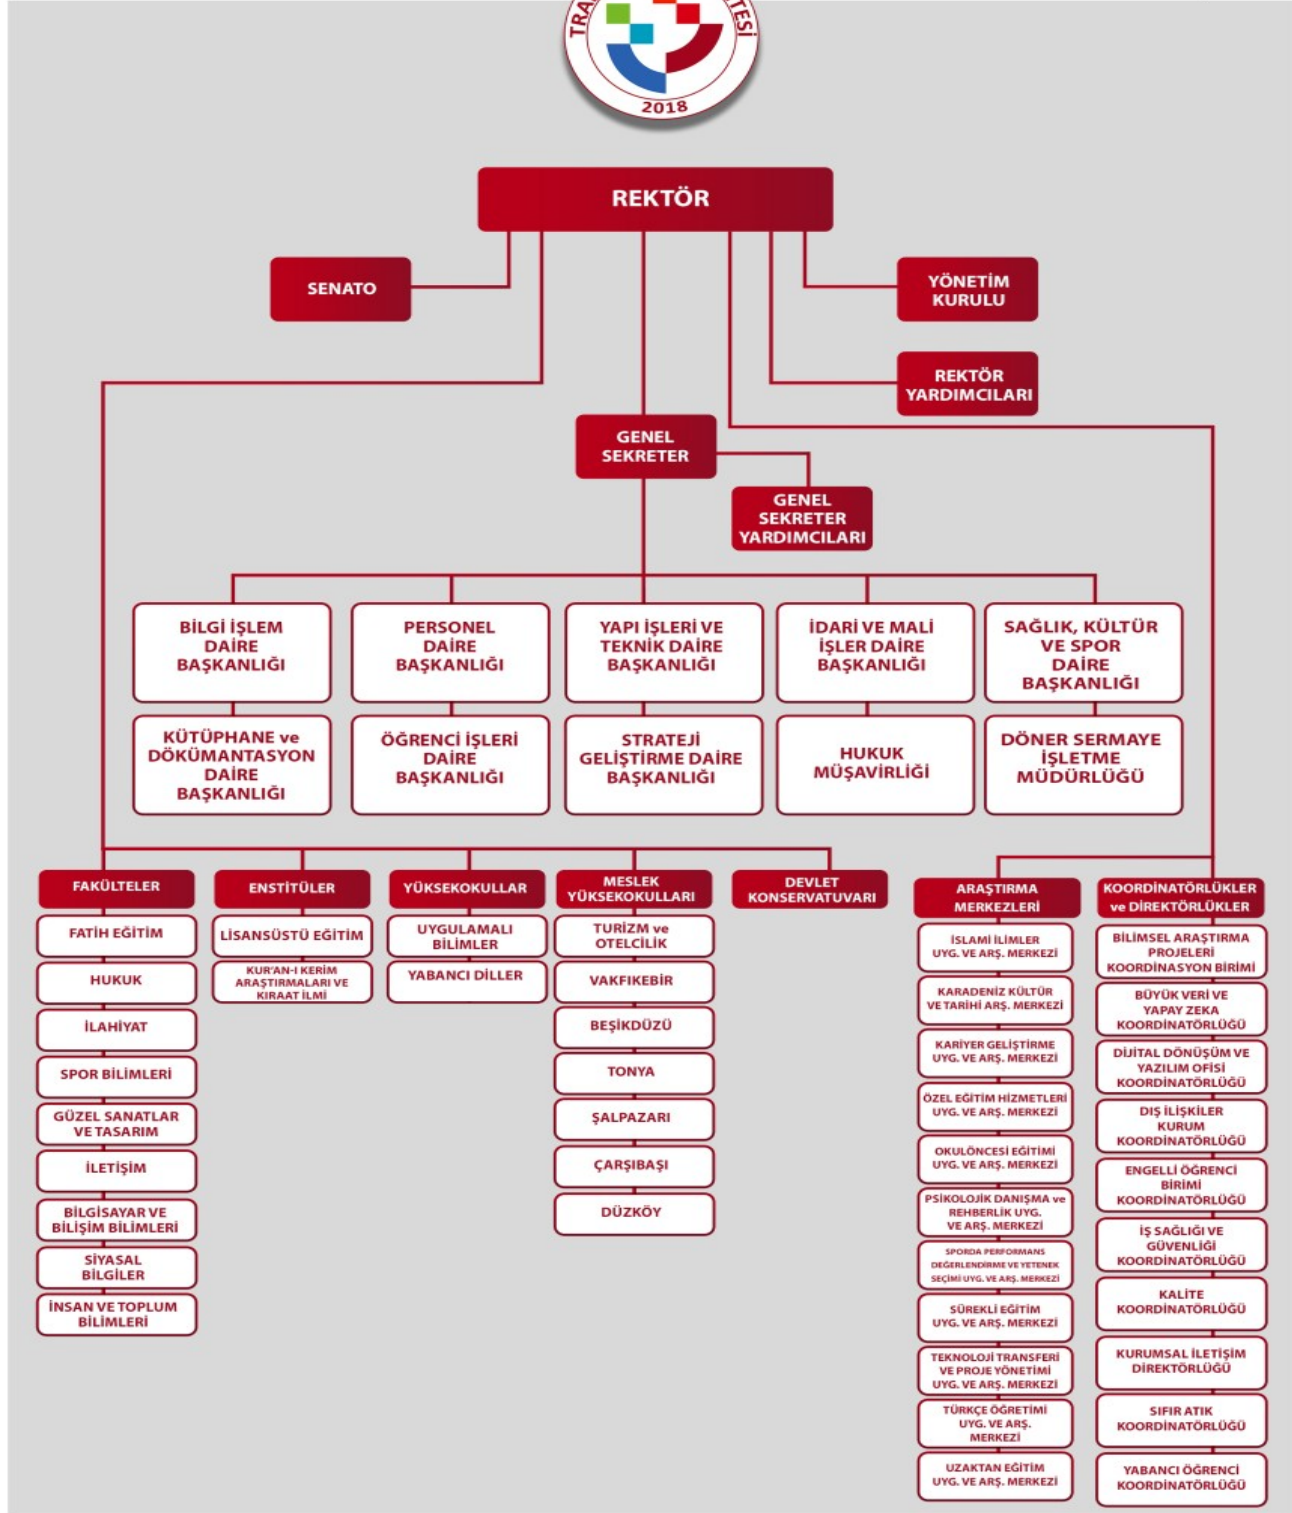 2018
REKTÖR
SENATO
YÖNETİM
KURULU
REKTÖR
YARDIMCILARI
GENEL
SEKRETER
GENEL
SEKRETER
YARDIMCILARI
BİLGİ İŞLEM
DAİRE
BAŞKANLIĞI
PERSONEL
DAİRE
BAŞKANLIĞI
YAPI İŞLERİ VE
TEKNİK DAİRE
BAŞKANLIĞI
İDARİ VE MALİ
İŞLER DAİRE
BAŞKANLIĞI
SAĞLIK, KÜLTÜR
VE SPOR
DAİRE
BAŞKANLIĞI
KÜTÜPHANE ve
DÖKÜMANTASYON
DAİRE
BAŞKANLIĞI
ÖĞRENCİ İŞLERİ
DAİRE
BAŞKANLIĞI
STRATEJİ
GELİŞTİRME DAİRE
BAŞKANLIĞI
HUKUK
MÜŞAVİRLİĞİ
DÖNER SERMAYE
İŞLETME
MÜDÜRLÜĞÜ
FAKÜLTELER
FATİH EĞİTİM
HUKUK
İLAHİYAT
SPOR BİLİMLERİ
GÜZEL SANATLAR
VE TASARIM
İLETİŞİM
BİLGİSAYAR VE
BİLİŞİM BİLİMLERİ
SİYASAL
BİLGİLER
İNSAN VE TOPLUM
BİLİMLERİ
ENSTİTÜLER
LİSANSÜSTÜ EĞİTİM
KUR'AN-I KERİM
ARAŞTIRMALARI VE
KIRAAT İLMİ
YÜKSEKOKULLAR
UYGULAMALI
BİLİMLER
YABANCI DİLLER
MESLEK
YÜKSEKOKULLARI
TURİZM ve
OTELCİLİK
VAKFIKEBİR
BEŞİKDÜZÜ
TONYA
ŞALPAZARI
ÇARŞIBAŞI
DÜZKÖY
DEVLET
KONSERVATUVARI
ARAŞTIRMA
MERKEZLERİ
İSLAMİ İLİMLER
UYG. VE ARŞ. MERKEZİ
KARADENİZ KÜLTÜR
VE TARİHİ ARŞ. MERKEZİ
KARİYER GELİŞTİRME
UYG. VE ARŞ. MERKEZİ
ÖZEL EĞİTİM HİZMETLERİ
UYG. VE ARŞ. MERKEZİ
OKULÖNCESİ EĞİTİMİ
UYG. VE ARŞ. MERKEZİ
PSİKOLOJİK DANIŞMA ve
REHBERLİK UYG.
VE ARŞ. MERKEZİ
SPORDA PERFORMANS
DEĞERLENDİRME VE YETENEK
SEÇİMİ UYG. VE ARŞ. MERKEZİ
SÜREKLİ EĞİTİM
UYG. VE ARŞ. MERKEZİ
TEKNOLOJİ TRANSFERİ
VE PROJE YÖNETİMİ
UYG. VE ARŞ. MERKEZİ
TÜRKÇE ÖĞRETİMİ
UYG. VE ARŞ.
MERKEZİ
UZAKTAN EĞİTİM
UYG. VE ARŞ. MERKEZİ
KOORDİNATÖRLÜKLER
ve DİREKTÖRLÜKLER
BİLİMSEL ARAŞTIRMA
PROJELERİ
KOORDİNASYON BİRİMİ
BÜYÜK VERİ VE
YAPAY ZEKA
KOORDİNATÖRLÜĞÜ
DİJİTAL DÖNÜŞÜM VE
YAZILIM OFİSİ
KOORDİNATÖRLÜĞÜ
DIŞ İLİŞKİLER
KURUM
KOORDİNATÖRLÜĞÜ
ENGELLİ ÖĞRENCİ
BİRİMİ
KOORDİNATÖRLÜĞÜ
İŞ SAĞLIĞI VE
GÜVENLİĞİ
KOORDİNATÖRLÜĞÜ
KALİTE
KOORDİNATÖRLÜĞÜ
KURUMSAL İLETİŞİM
DİREKTÖRLÜĞÜ
SIFIR ATIK
KOORDİNATÖRLÜĞÜ
YABANCI ÖĞRENCİ
KOORDİNATÖRLÜĞÜ